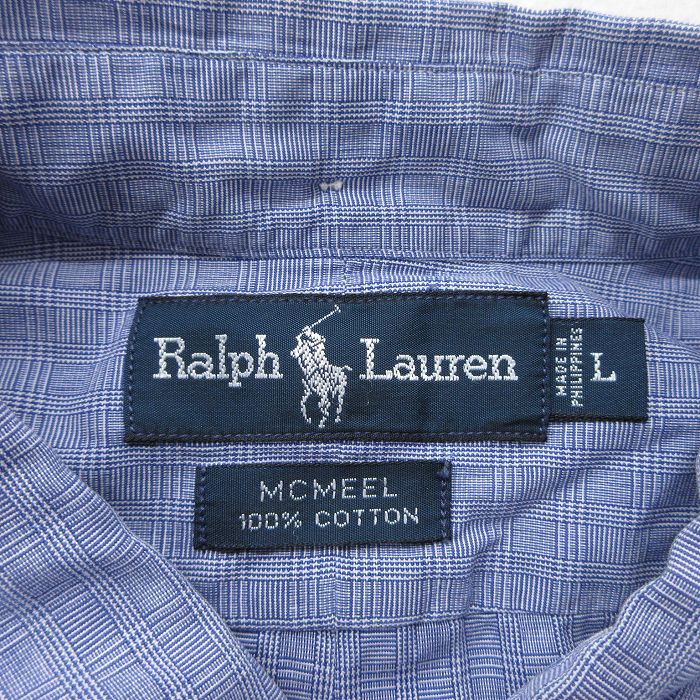 Ralph Lauren
MADE IN
PHILIPPINES
L
MCMEEL
100% COTTON